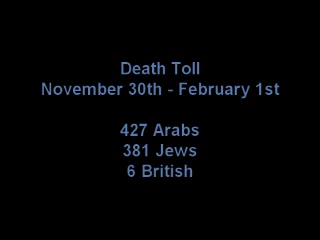 Death Toll
November 30th - February 1st
427 Arabs
381 Jews
6 British